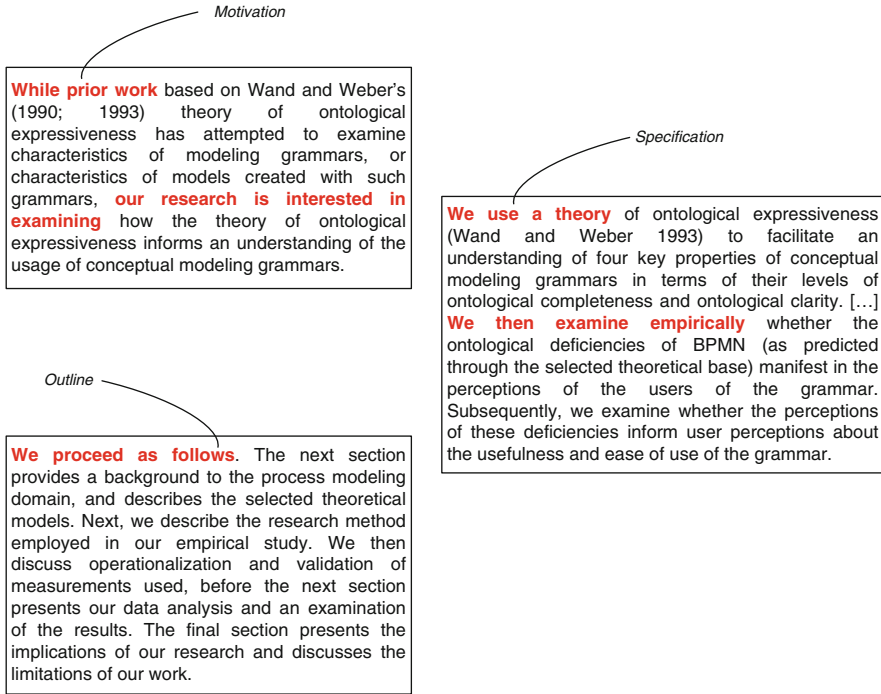 Motivation
While prior work based on Wand and Weber's
(1990; 1993) theory of ontological
expressiveness has attempted to examine
characteristics of modeling grammars, or
characteristics of models created with such
grammars, our research is interested in
examining how the theory of ontological
expressiveness informs an understanding of the
usage of conceptual modeling grammars.
Specification
We use a theory of ontological expressiveness
(Wand and Weber 1993) to facilitate an
understanding of four key properties of conceptual
modeling grammars in terms of their levels of
ontological completeness and ontological clarity. […]
We then examine empirically whether the
ontological deficiencies of BPMN (as predicted
through the selected theoretical base) manifest in the
perceptions of the users of the grammar.
Subsequently, we examine whether the perceptions
of these deficiencies inform user perceptions about
the usefulness and ease of use of the grammar.
Outline
We proceed as follows. The next section
provides a background to the process modeling
domain, and describes the selected theoretical
models. Next, we describe the research method
employed in our empirical study. We then
discuss operationalization and validation of
measurements used, before the next section
presents our data analysis and an examination
of the results. The final section presents the
implications of our research and discusses the
limitations of our work.